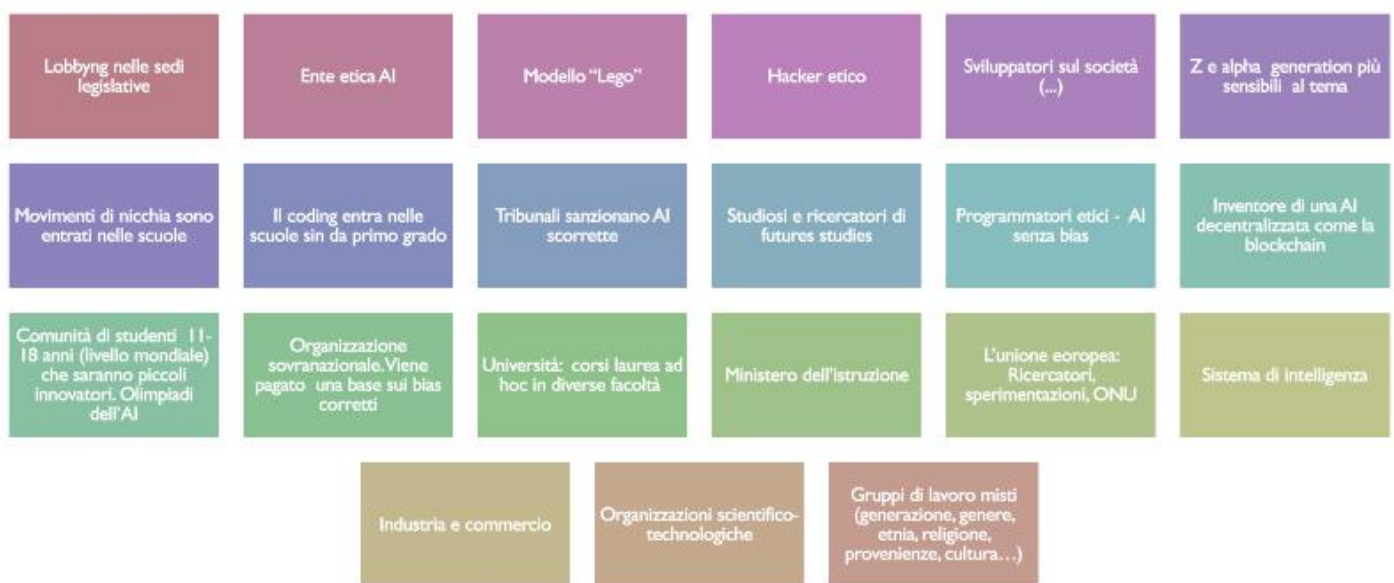 Lobbyng nelle sedi
legislative
Ente etica AI
Modello “Lego”
Hacker etico
Sviluppatori sul società
(...)
Z e alpha generation più
sensibili al tema
Movimenti di nicchia sono
entrati nelle scuole
Il coding entra nelle
scuole sin da primo grado
Tribunali sanzionano AI
scorrette
Studiosi e ricercatori di
futures studies
Programmatori etici - AI
senza bias
Inventore di una AI
decentralizzata come la
blockchain
Comunità di studenti 11-
18 anni (livello mondiale)
che saranno piccoli
innovatori. Olimpiadi
dell’AI
Organizzazione
sovranazionale. Viene
pagato una base sui bias
corretti
Università: corsi laurea ad
hoc in diverse facoltà
Ministero dell’istruzione
L’unione eoropea:
Ricercatori,
sperimentazioni, ONU
Sistema di intelligenza
Industria e commercio
Organizzazioni scientifico-
technologiche
Gruppi di lavoro misti
(generazione, genere,
etnia, religione,
provenienze, cultura…)